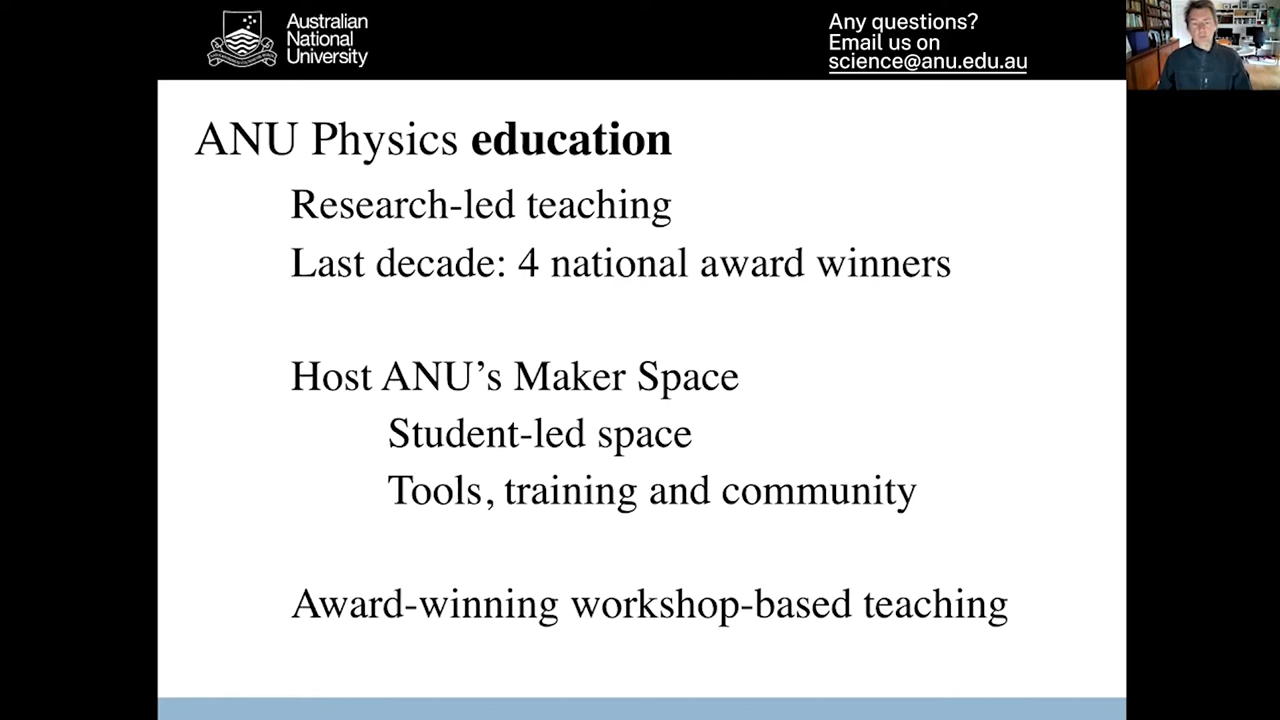 Australian
National
University
Any questions?
Email us on
science@anu.edu.au
ANU Physics education
Research-led teaching
Last decade: 4 national award winners
Host ANU’s Maker Space
Student-led space
Tools, training and community
Award-winning workshop-based teaching